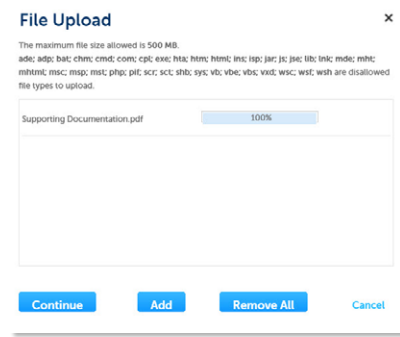 File Upload ×
The maximum file size allowed is 500 MB.
ade; adp; bat; chm; cmd; com; cpl; exe; hta; htm; html; ins; isp; jar; js; jse; lib; lnk; mde; mht;
mhtml; msc; msp; mst; php; pif; scr; sct; shb; sys; vb; vbe; vbs; vxd; wsc; wsf; wsh are disallowed
file types to upload.
Supporting Documentation.pdf 100%
Continue Add Remove All Cancel